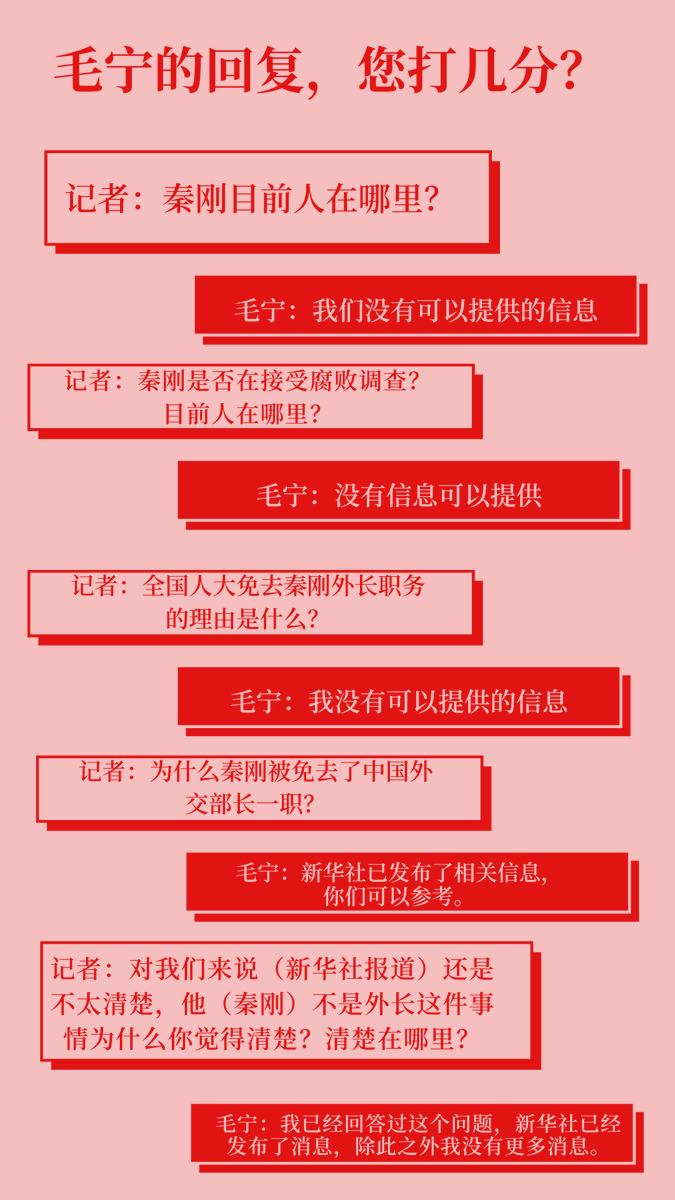 毛宁的回复，您打几分？
记者：秦刚目前人在哪里？
毛宁：我们没有可以提供的信息
记者：秦刚是否在接受腐败调查？
目前人在哪里？
毛宁：没有信息可以提供
记者：全国人大免去秦刚外长职务
的理由是什么？
毛宁：我没有可以提供的信息
记者：为什么秦刚被免去了中国外
交部长一职？
毛宁：新华社已发布了相关信息，
你们可以参考。
记者：对我们来说（新华社报道）还是
不太清楚，他（秦刚）不是外长这件事
情为什么你觉得清楚？清楚在哪里？
毛宁：我已经回答过这个问题，新华社已经
发布了消息，除此之外我没有更多消息。